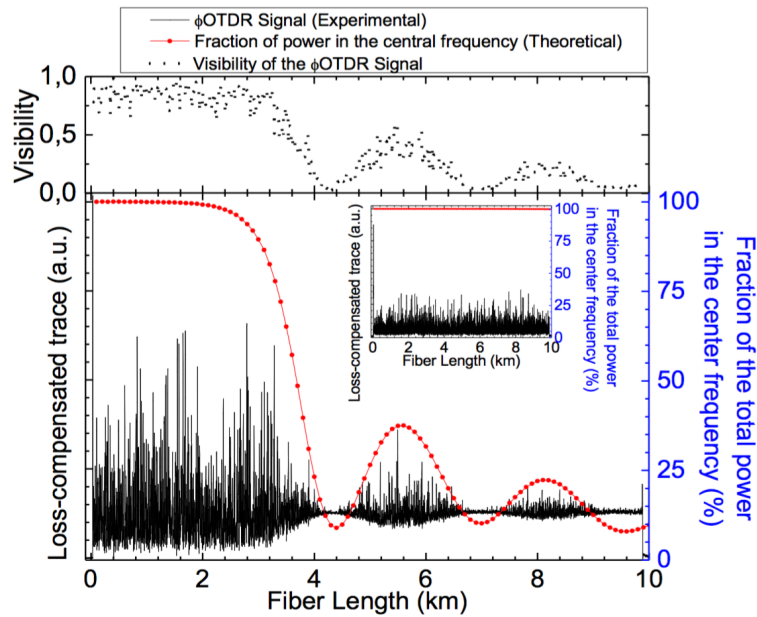 ϕOTDR Signal (Experimental)
Fraction of power in the central frequency (Theoretical)
Visibility of the ϕOTDR Signal
Visibility
1,0
0,5
0,0
Loss-compensated trace (a.u.)
100
75
50
25
0
Fraction of the total power
in the center frequency (%)
Loss-compensated trace (a.u.)
100
75
50
25
0
Fraction of the total power
in the center frequency (%)
0 2 4 6 8 10
Fiber Length (km)
0 2 4 6 8 10
Fiber Length (km)